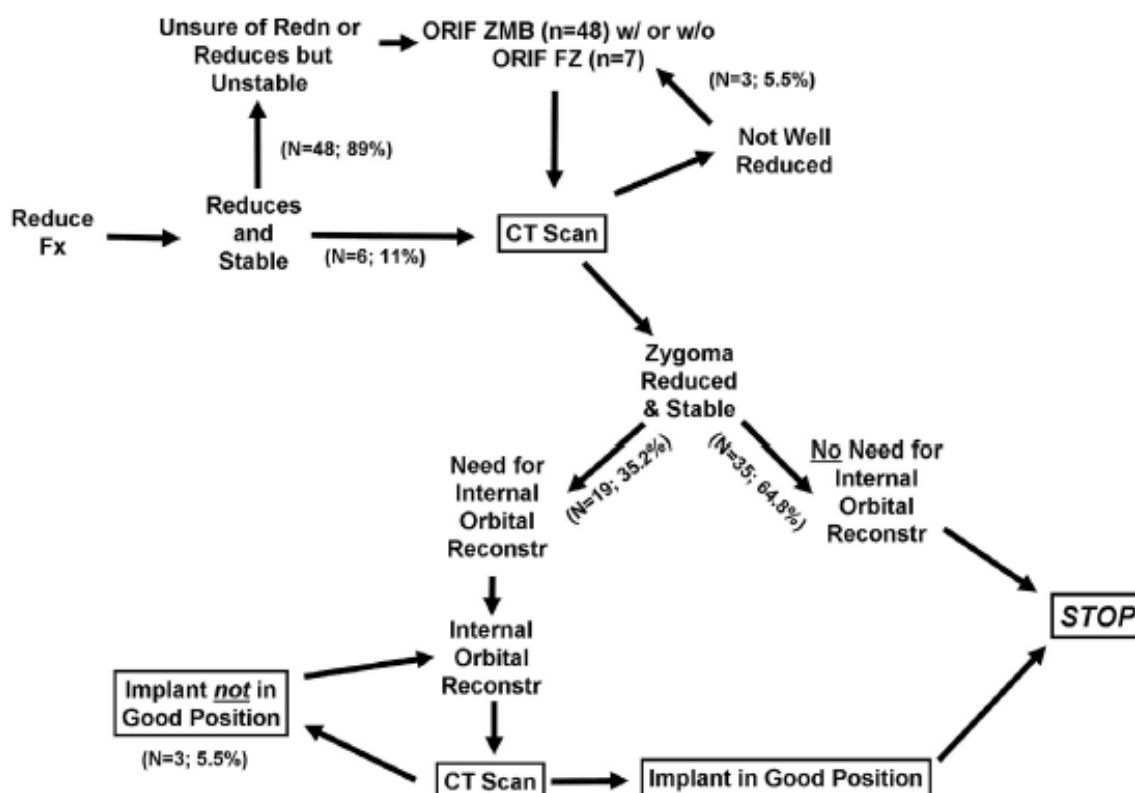 Unsure of Redn or
Reduces but
Unstable
ORIF ZMB (n=48) w/ or w/o
ORIF FZ (n=7)
(N=3; 5.5%)
Not Well
Reduced
(N=48; 89%)
Reduce
Fx
Reduces
and
Stable
(N=6; 11%)
CT Scan
Zygoma
Reduced
& Stable
(N=19; 35.2%)
(N=35; 64.8%)
Need for
Internal
Orbital
Reconstr
No Need for
Internal
Orbital
Reconstr
STOP
Internal
Orbital
Reconstr
Implant not in
Good Position
(N=3; 5.5%)
CT Scan
Implant in Good Position